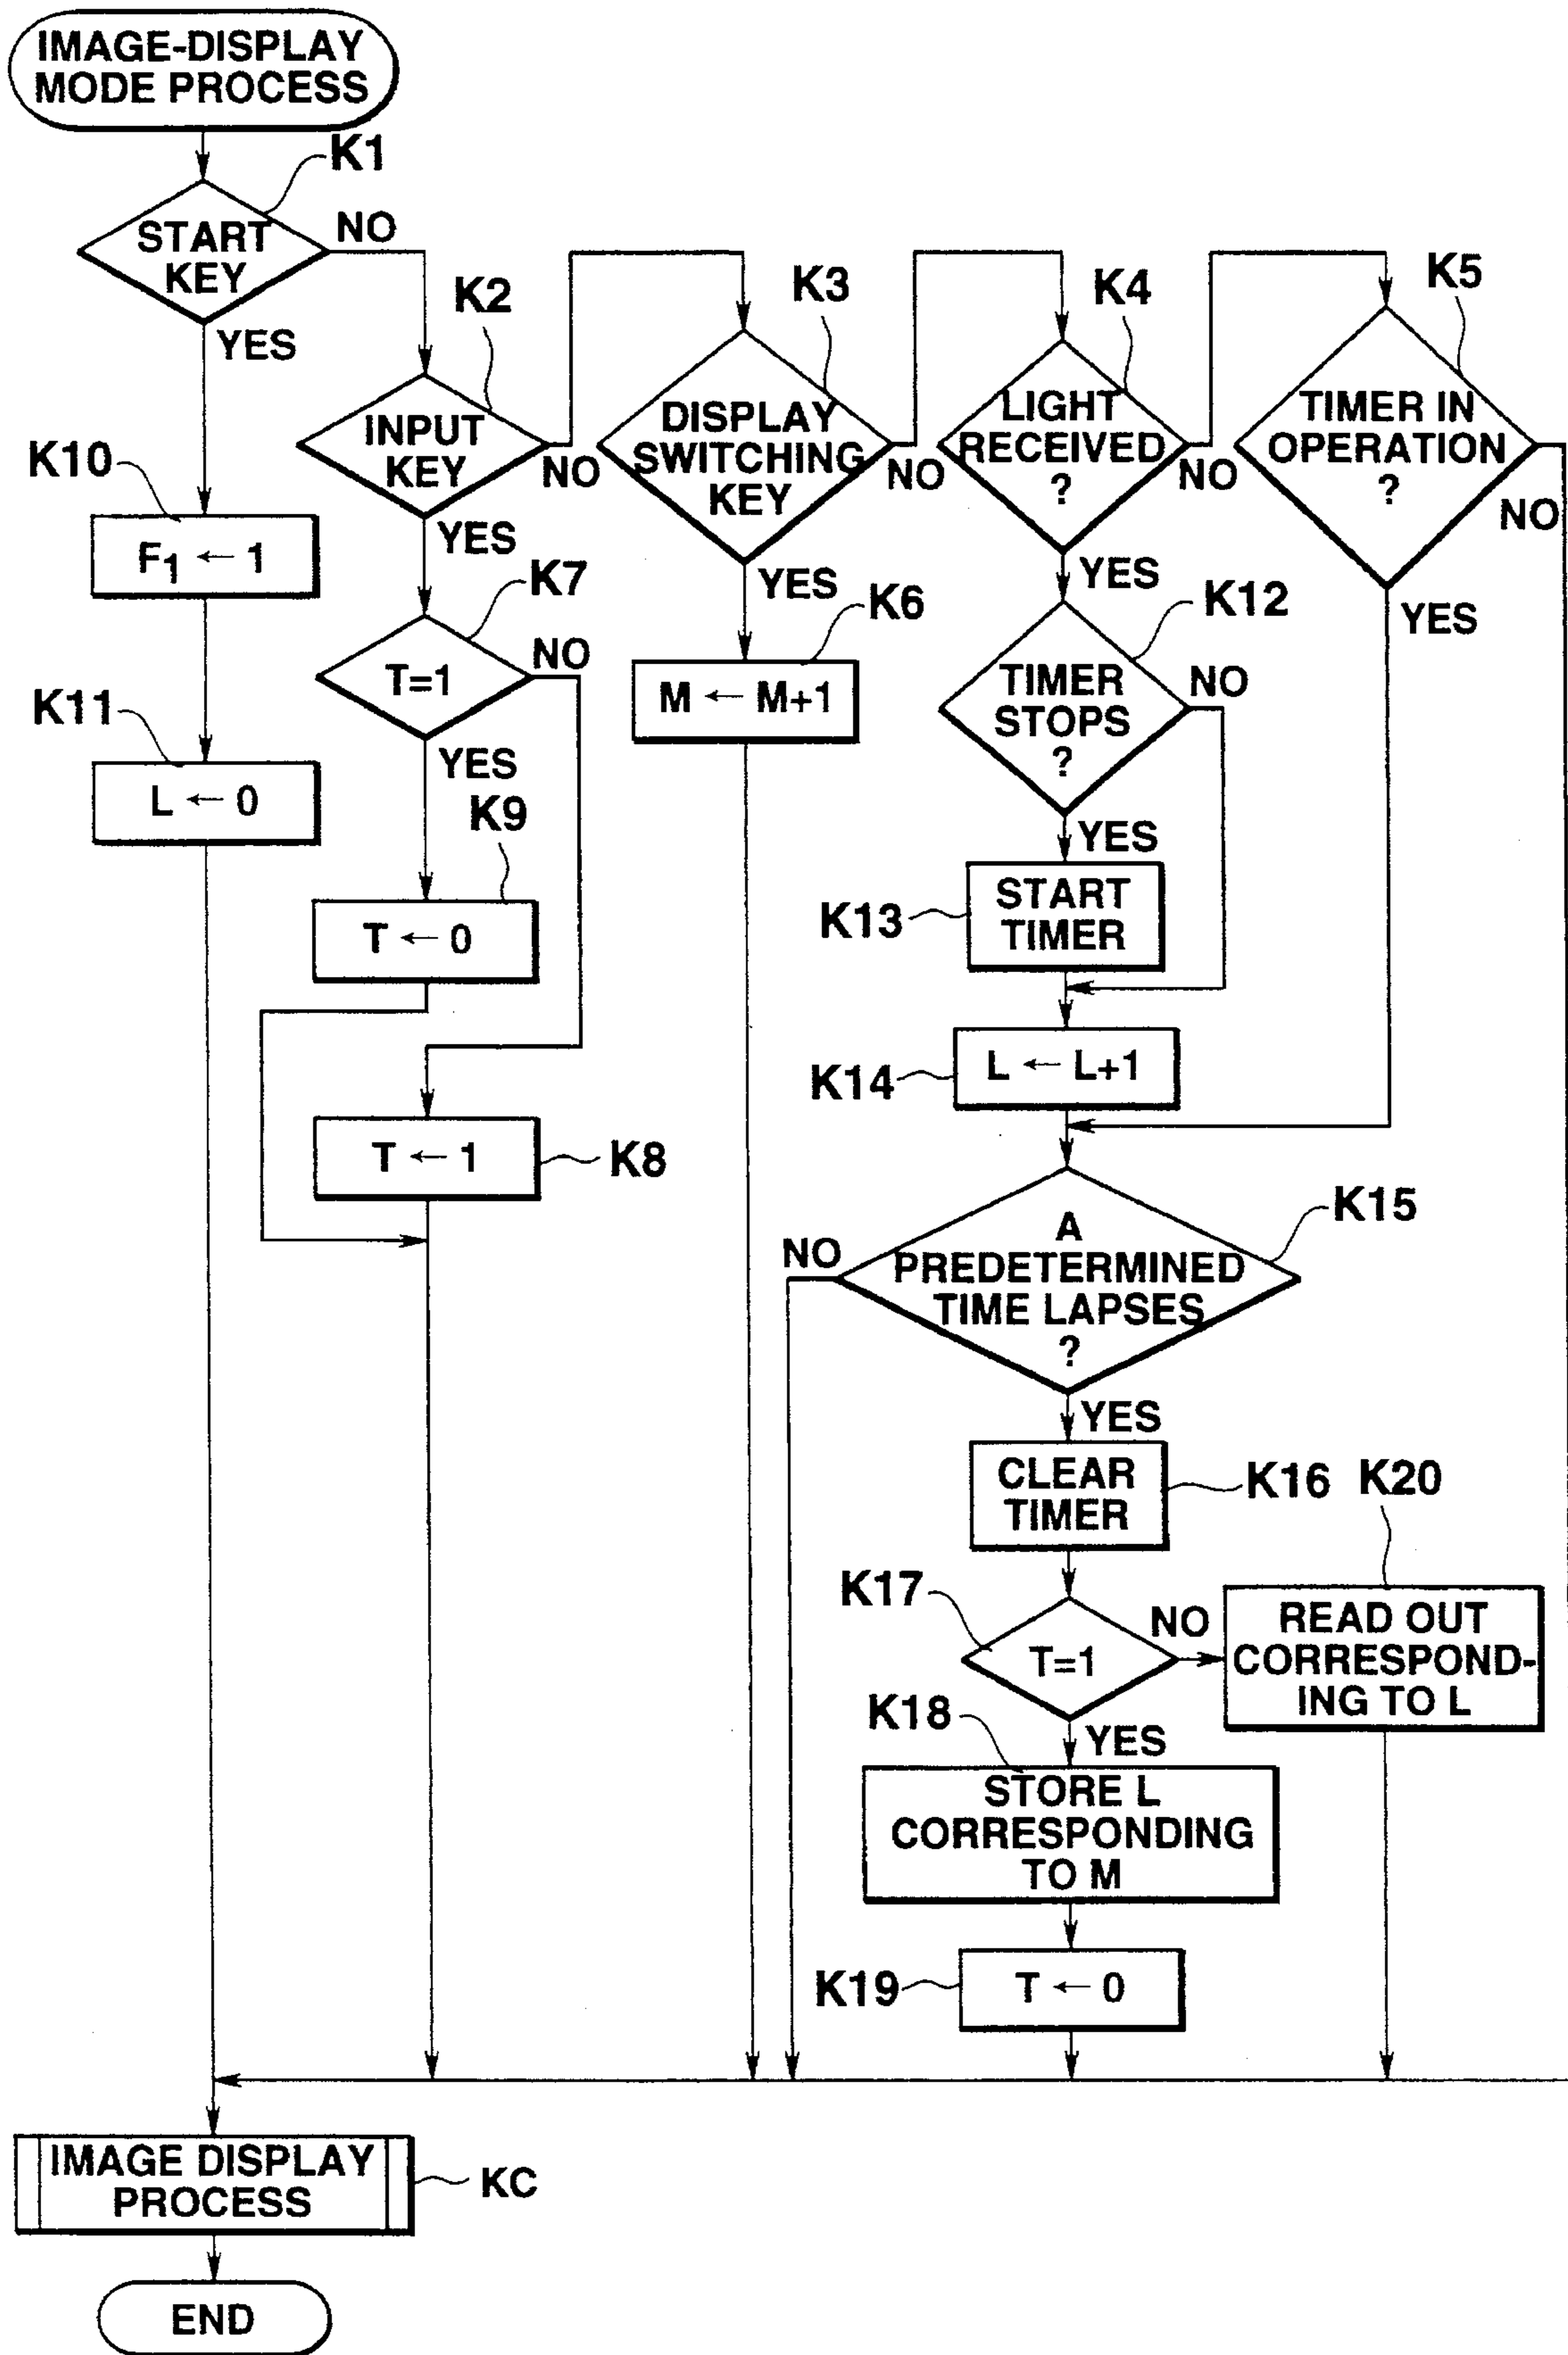 IMAGE-DISPLAY
MODE PROCESS
K1
START
KEY
NO
YES
K2
INPUT
KEY
NO
YES
K3
DISPLAY
SWITCHING
KEY
NO
YES
K4
LIGHT
RECEIVED
?
NO
YES
K5
TIMER IN
OPERATION
?
NO
YES
K10
F1 ← 1
K11
L ← 0
K7
T=1
NO
YES
K9
T ← 0
T ← 1
K8
K6
M ← M+1
K12
TIMER
STOPS
?
NO
YES
K13
START
TIMER
K14
L ← L+1
K15
A
PREDETERMINED
TIME LAPSES
?
NO
YES
CLEAR
TIMER
K16
K17
T=1
NO
YES
K20
READ OUT
CORRESPOND-
ING TO L
K18
STORE L
CORRESPONDING
TO M
K19
T ← 0
IMAGE DISPLAY
PROCESS
KC
END